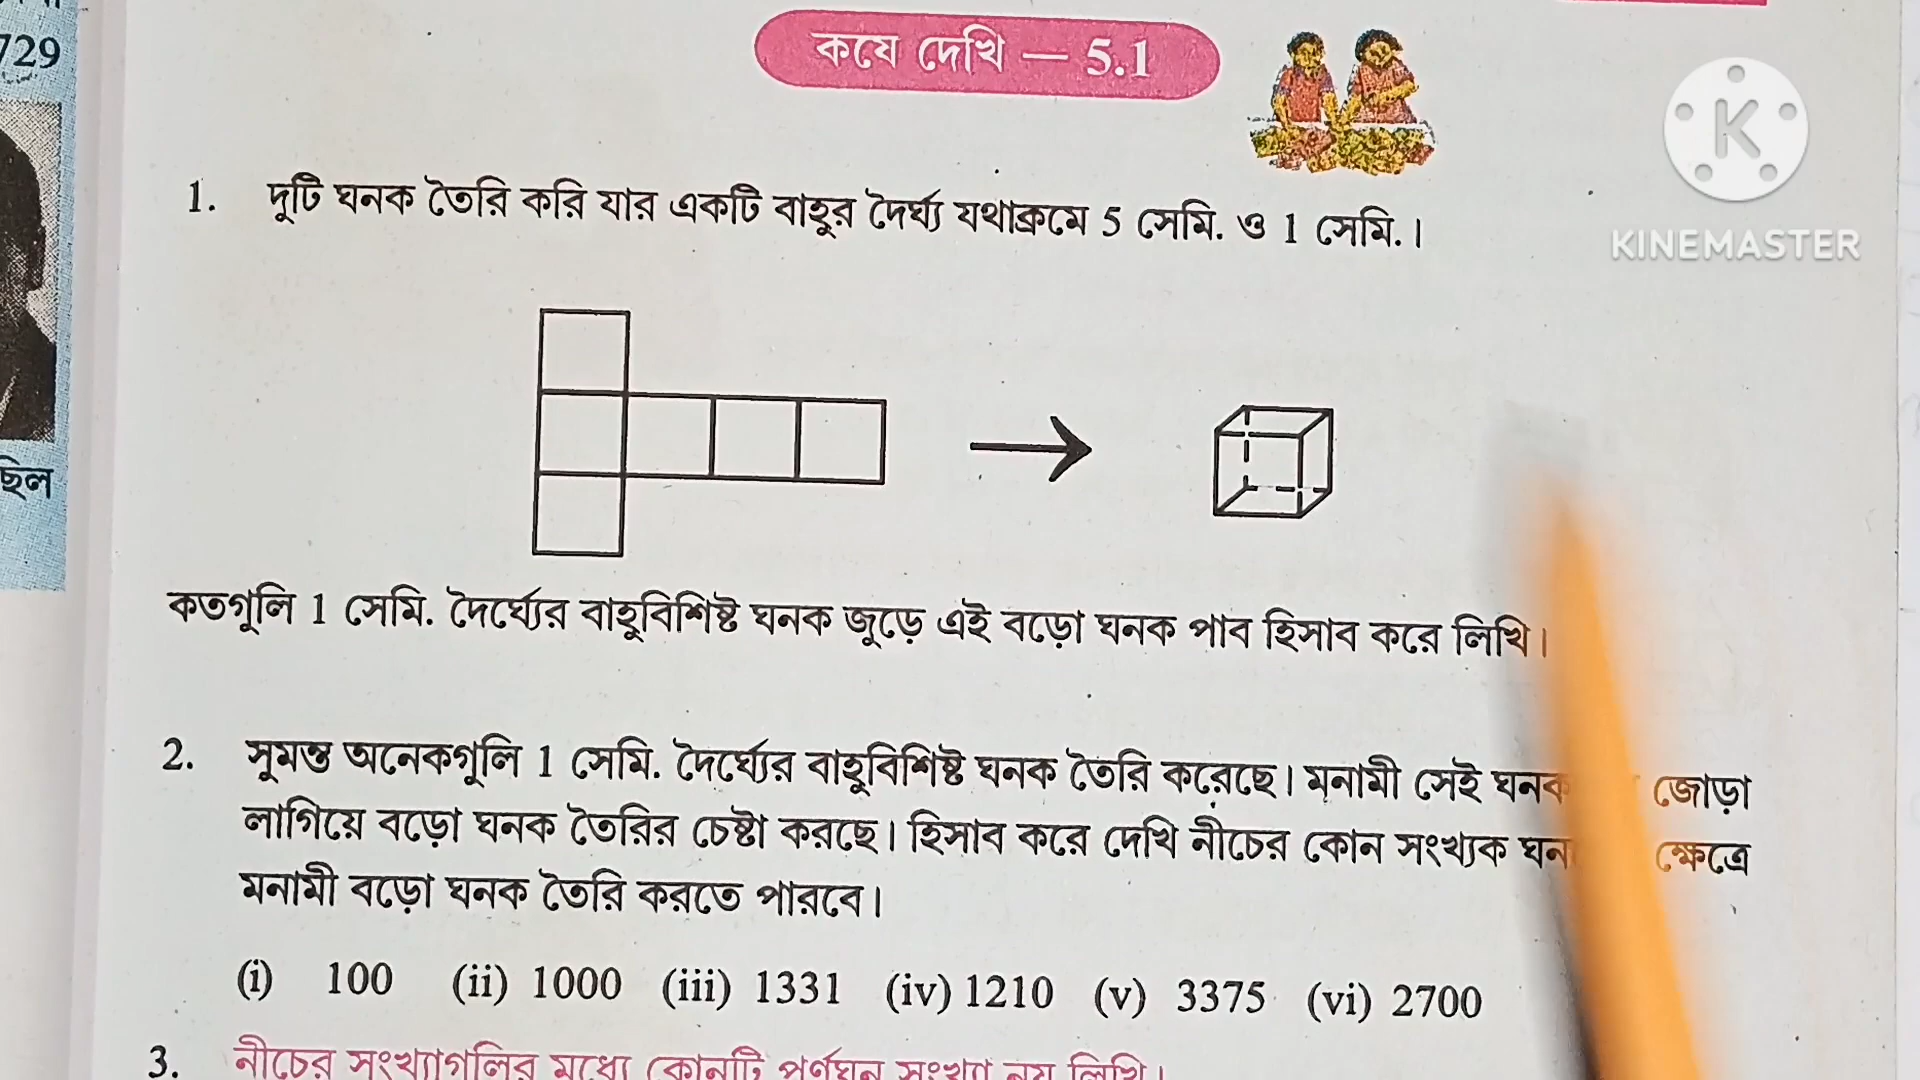 729
কষে দেখি — 5.1
K
KINEMASTER
1. দুটি ঘনক তৈরি করি যার একটি বাহুর দৈর্ঘ্য যথাক্রমে 5 সেমি. ও 1 সেমি.।
ছিল
কতগুলি 1 সেমি. দৈর্ঘ্যের বাহুবিশিষ্ট ঘনক জুড়ে এই বড়ো ঘনক পাব হিসাব করে লিখি।
2. সুমন্ত অনেকগুলি 1 সেমি. দৈর্ঘ্যের বাহুবিশিষ্ট ঘনক তৈরি করেছে। মনামী সেই ঘনক জোড়া
লাগিয়ে বড়ো ঘনক তৈরির চেষ্টা করছে। হিসাব করে দেখি নীচের কোন সংখ্যক ক্ষেত্রে
মনামী বড়ো ঘনক তৈরি করতে পারবে।
(i) 100 (ii) 1000 (iii) 1331 (iv) 1210 (v) 3375 (vi) 2700
3. নীচের সংখ্যাগুলির মধ্যে কোনটি পূর্ণঘন সংখ্যা নয় লিখি।